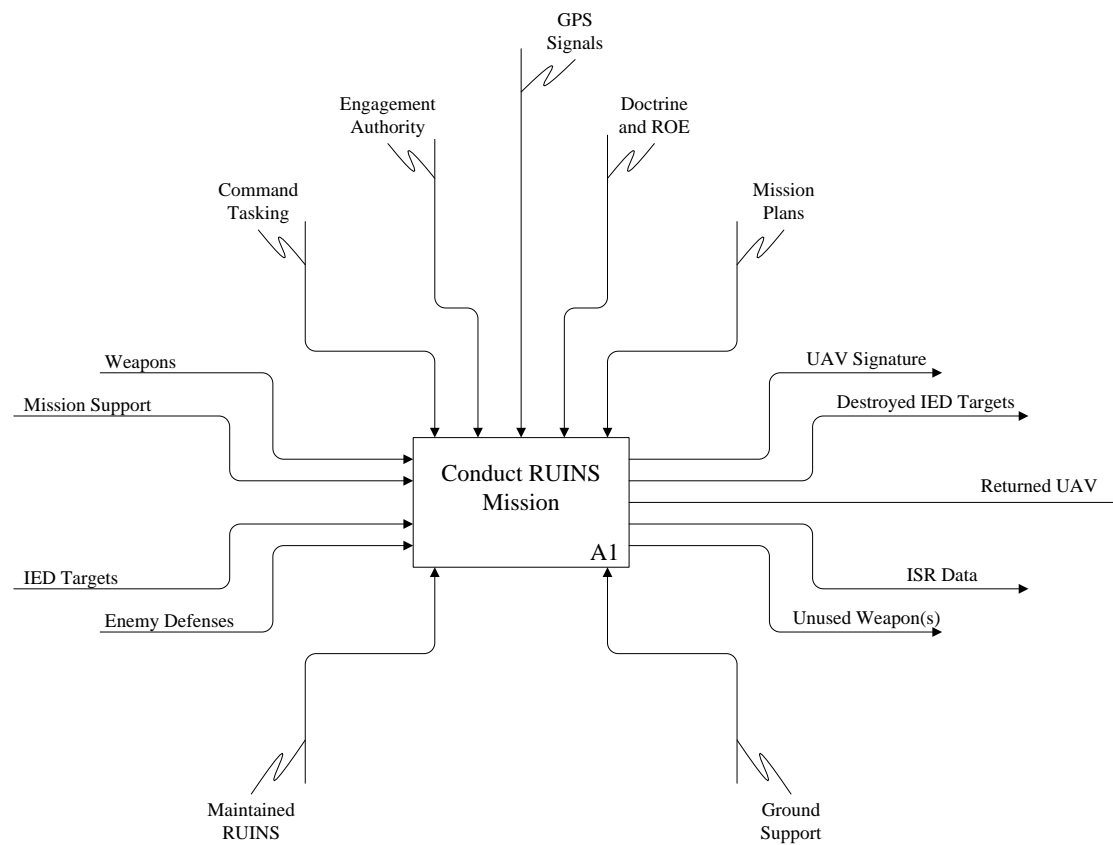 GPS
Signals
Engagement
Authority
Doctrine
and ROE
Command
Tasking
Mission
Plans
Weapons
UAV Signature
Mission Support
Destroyed IED Targets
Conduct RUINS
Mission
Returned UAV
A1
IED Targets
ISR Data
Enemy Defenses
Unused Weapon(s)
Maintained
RUINS
Ground
Support